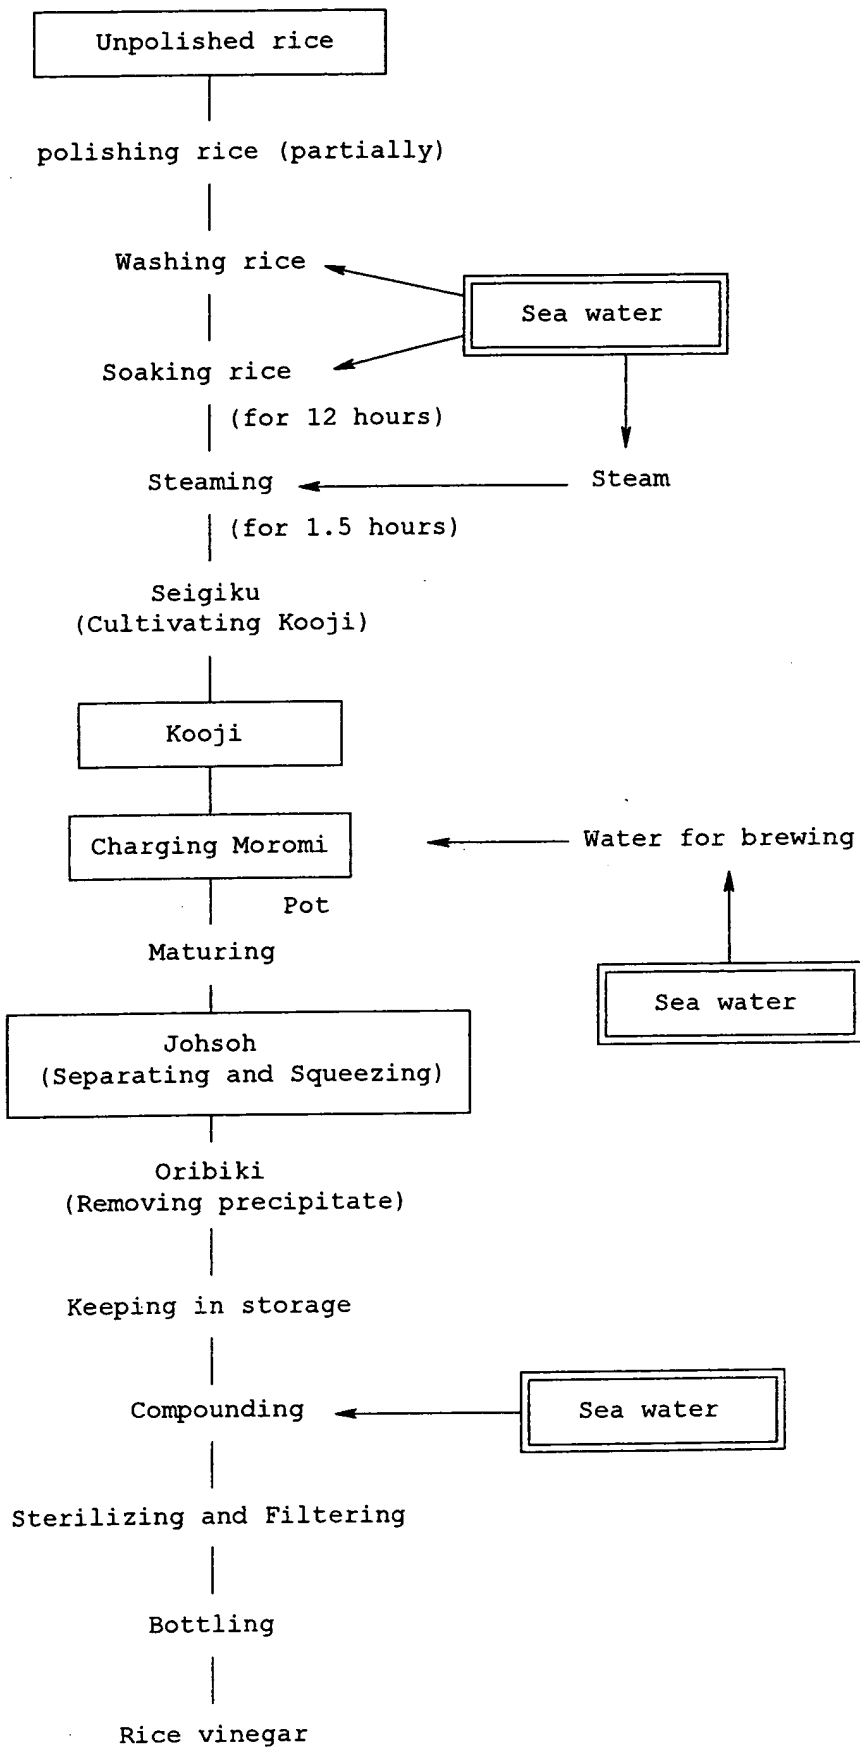 Unpolished rice
polishing rice (partially)
Washing rice
Sea water
Soaking rice
(for 12 hours)
Steaming
Steam
(for 1.5 hours)
Seigiku
(Cultivating Kooji)
Kooji
Charging Moromi
Water for brewing
Pot
Maturing
Sea water
Johsoh
(Separating and Squeezing)
Oribiki
(Removing precipitate)
Keeping in storage
Compounding
Sea water
Sterilizing and Filtering
Bottling
Rice vinegar